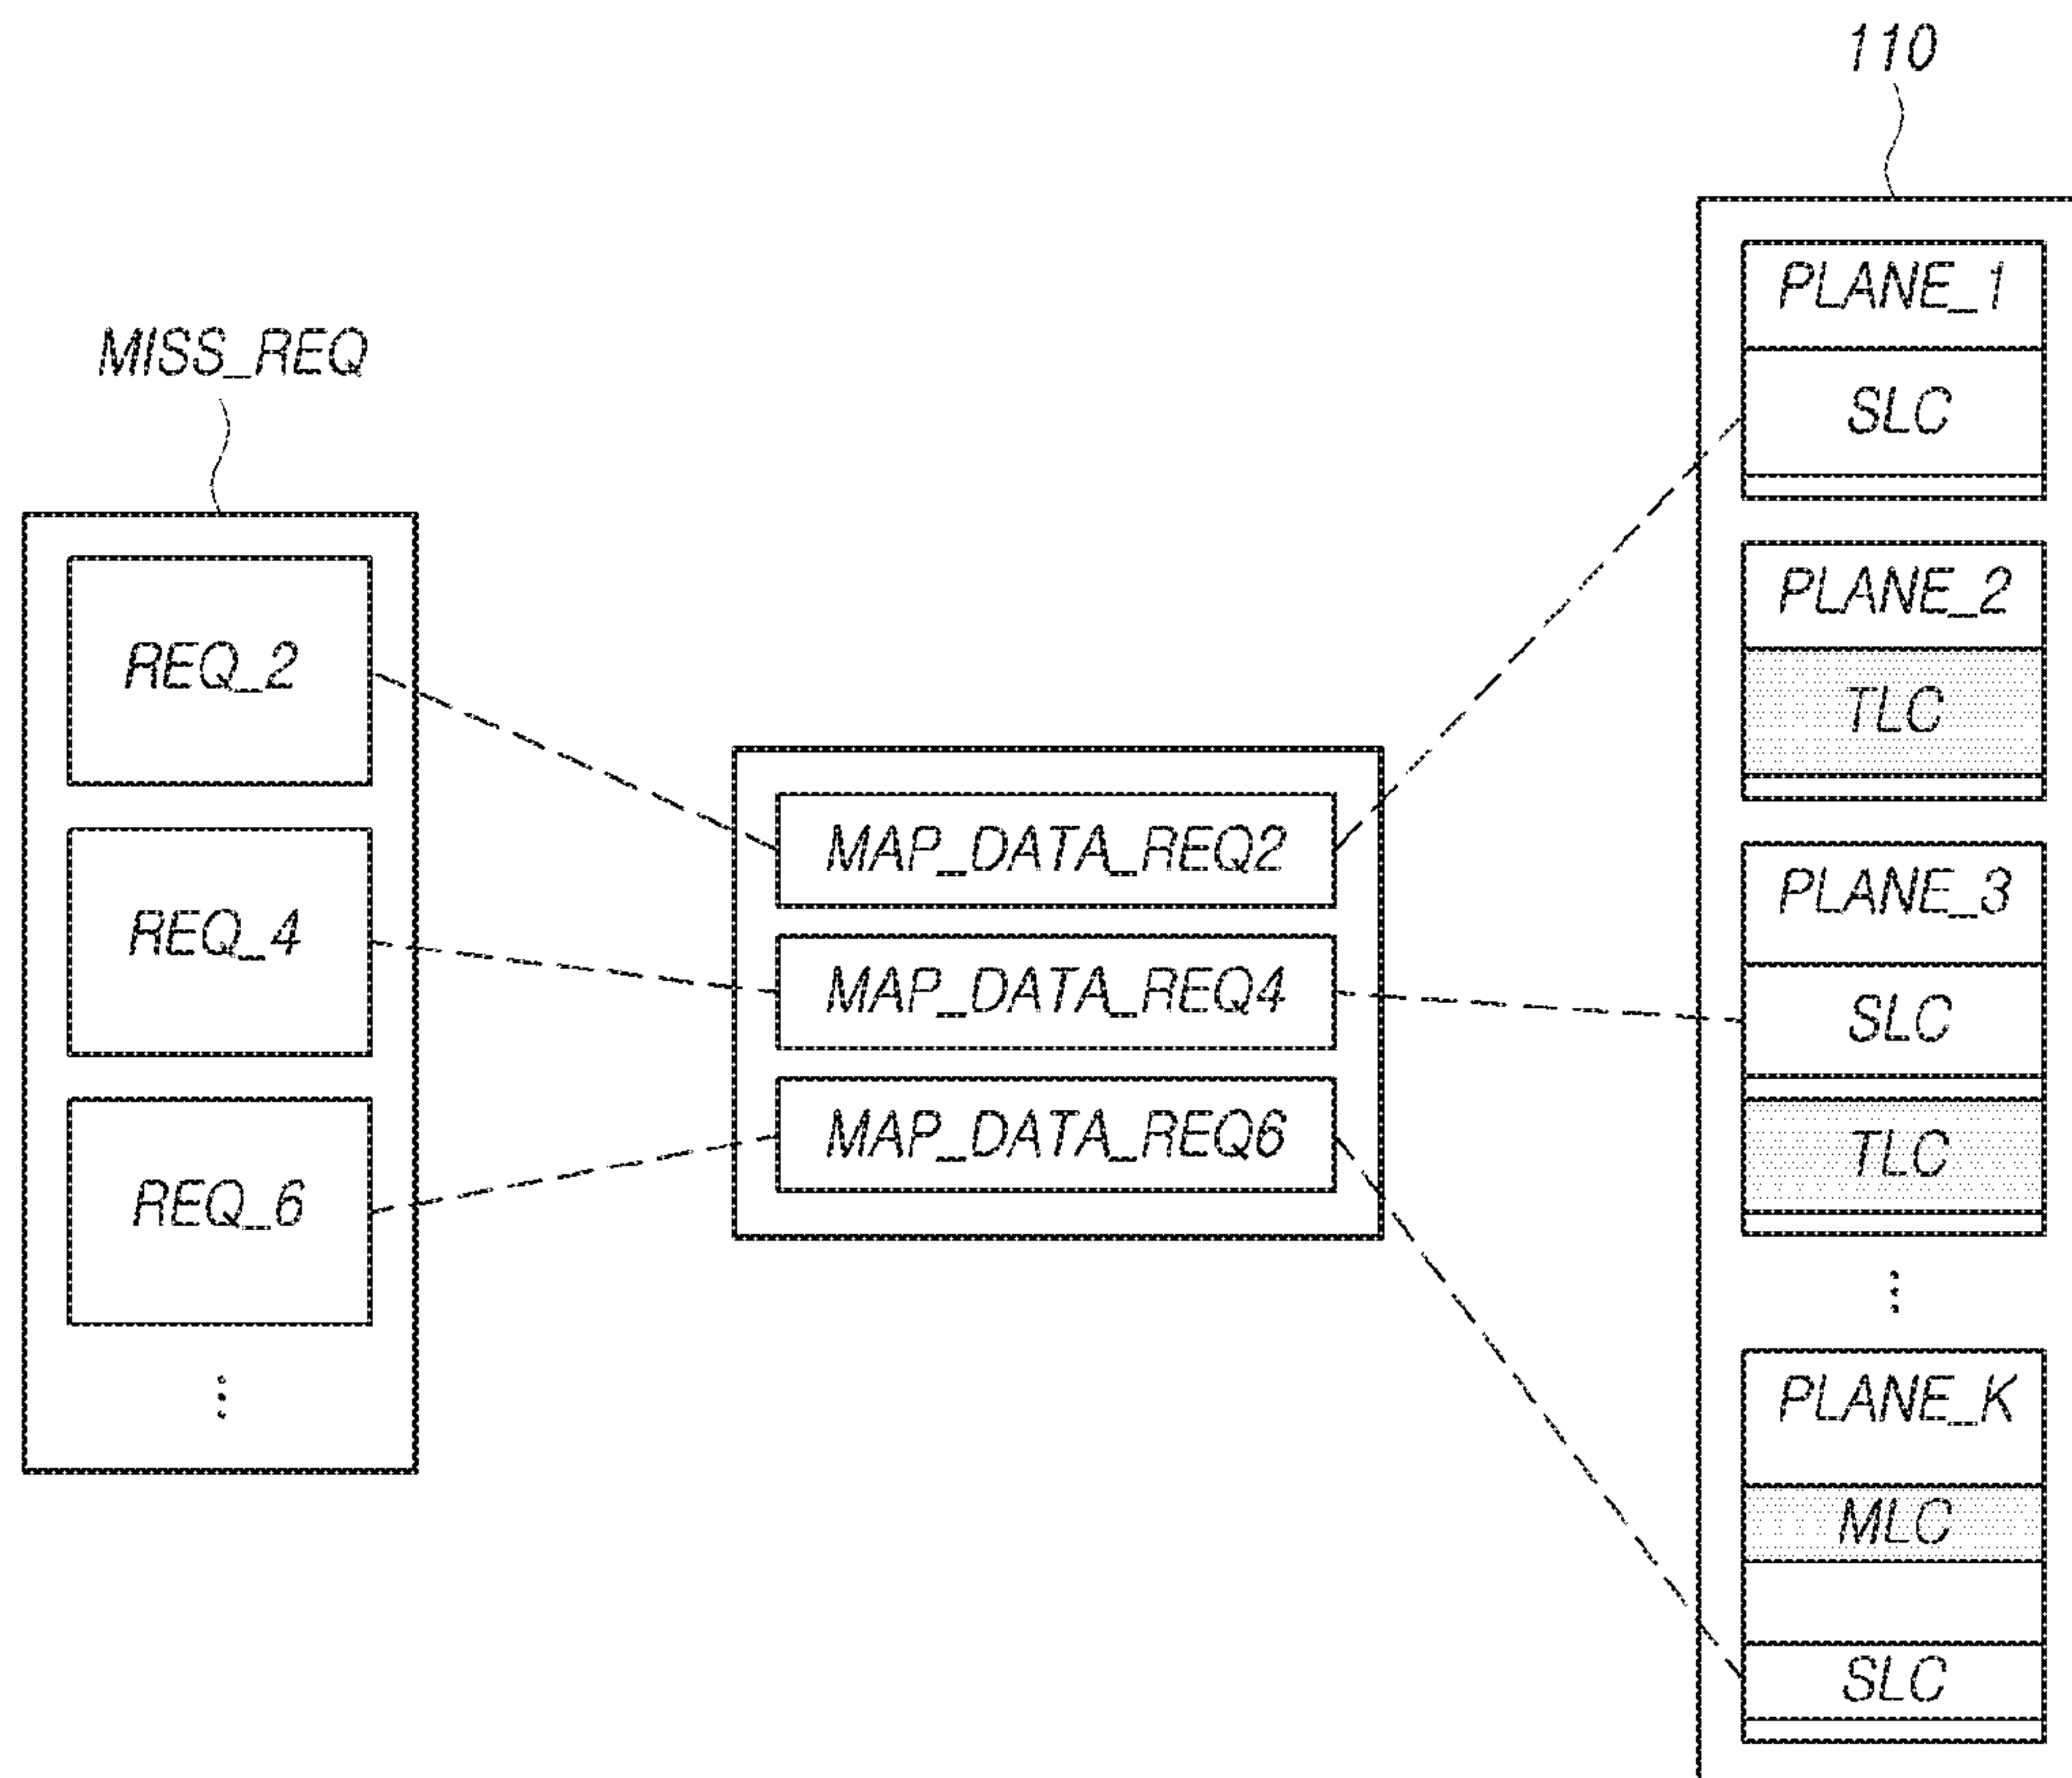 110
MISS_REQ
REQ_2
REQ_4
REQ_6
⋮
MAP_DATA_REQ2
MAP_DATA_REQ4
MAP_DATA_REQ6
PLANE_1
SLC
PLANE_2
TLC
PLANE_3
SLC
TLC
⋮
PLANE_K
MLC
SLC